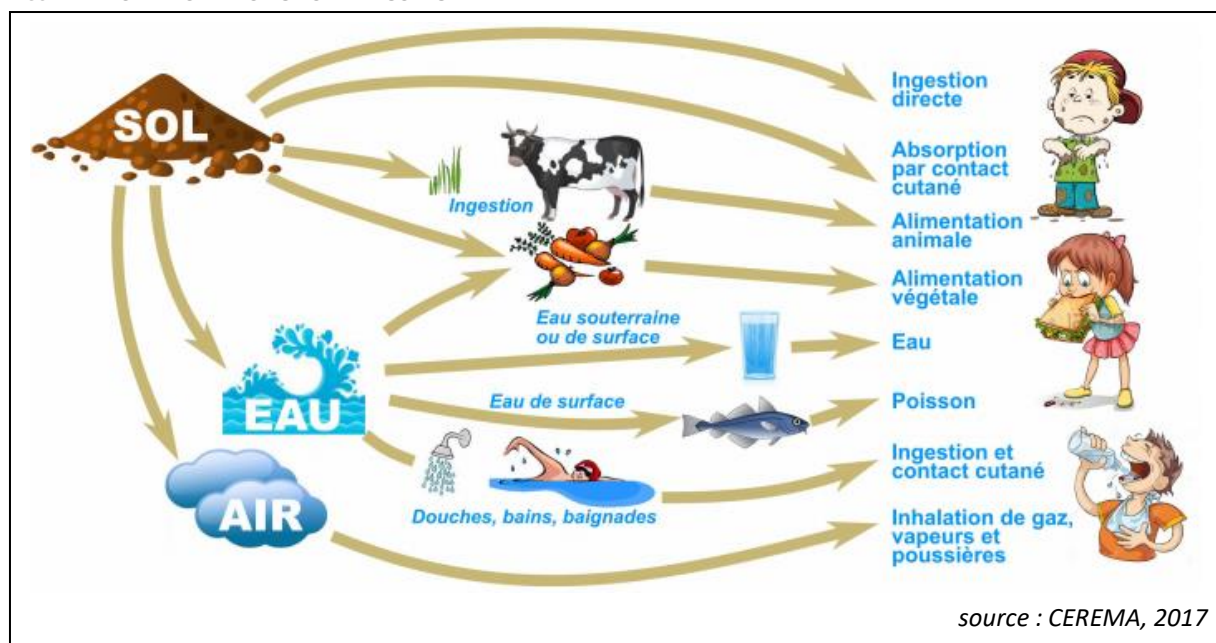 SOL
Ingestion
directe
Absorption
par contact
cutané
Ingestion
Alimentation
animale
Alimentation
végétale
Eau souterraine
ou de surface
Eau
EAU
Eau de surface
Poisson
Ingestion et
contact cutané
AIR
Douches, bains, baignades
Inhalation de gaz,
vapeurs et
poussières
source : CEREMA, 2017